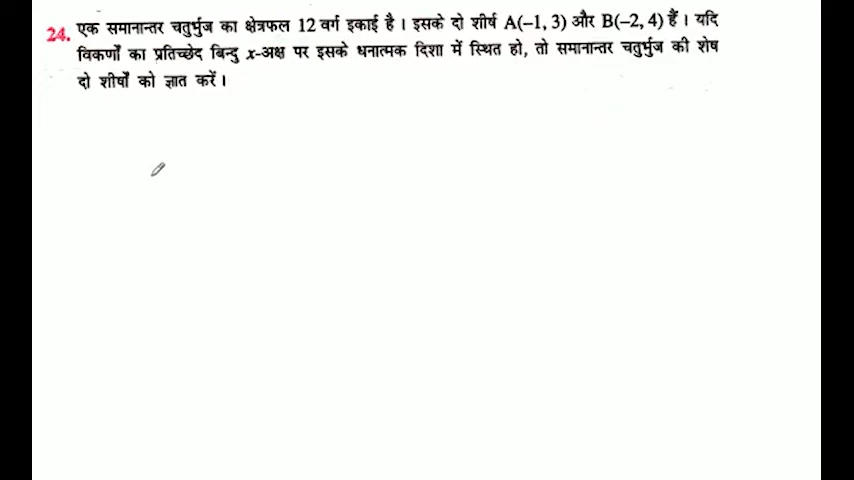 24. एक समानान्तर चतुर्भुज का क्षेत्रफल 12 वर्ग इकाई है। इसके दो शीर्ष A(–1, 3) और B(–2, 4) हैं। यदि
विकर्णों का प्रतिच्छेद बिन्दु x-अक्ष पर इसके धनात्मक दिशा में स्थित हो, तो समानान्तर चतुर्भुज की शेष
दो शीर्षों को ज्ञात करें।